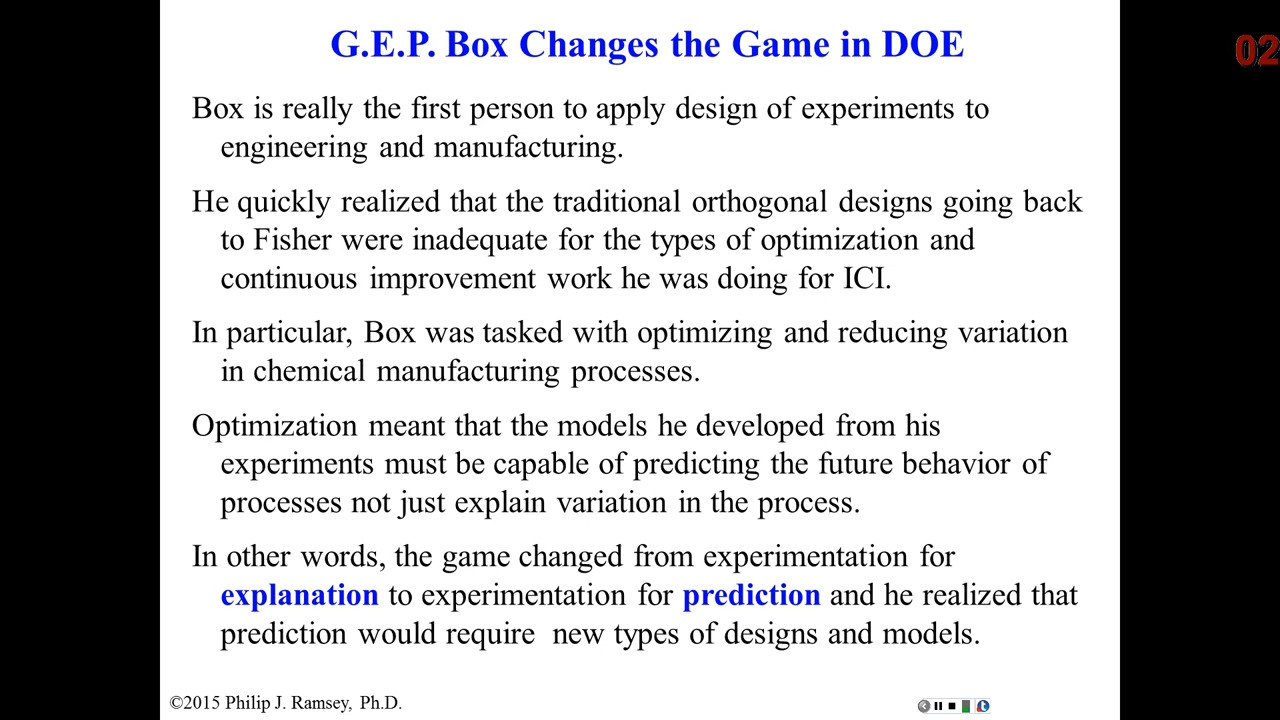 G.E.P. Box Changes the Game in DOE
02
Box is really the first person to apply design of experiments to
engineering and manufacturing.
He quickly realized that the traditional orthogonal designs going back
to Fisher were inadequate for the types of optimization and
continuous improvement work he was doing for ICI.
In particular, Box was tasked with optimizing and reducing variation
in chemical manufacturing processes.
Optimization meant that the models he developed from his
experiments must be capable of predicting the future behavior of
processes not just explain variation in the process.
In other words, the game changed from experimentation for
explanation to experimentation for prediction and he realized that
prediction would require  new types of designs and models.
©2015 Philip J. Ramsey, Ph.D.